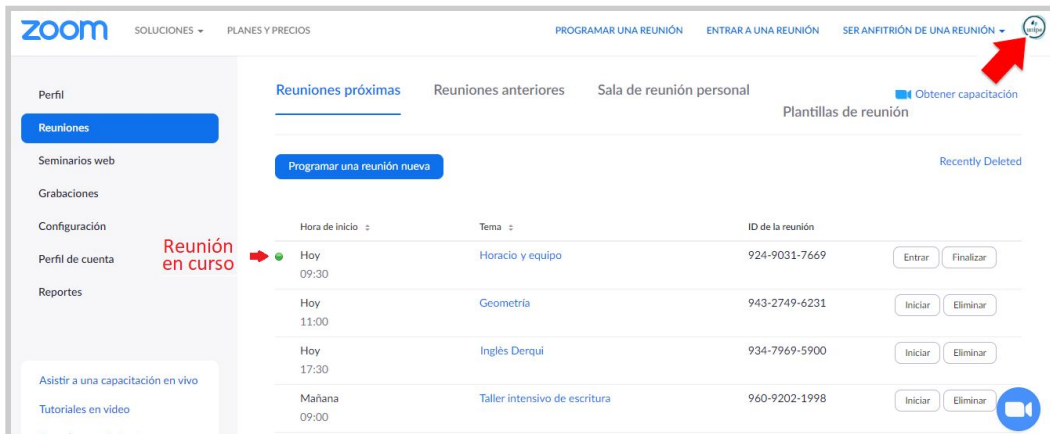 zoom SOLUCIONES PLANES Y PRECIOS PROGRAMAR UNA REUNIÓN ENTRAR A UNA REUNIÓN SER ANFITRIÓN DE UNA REUNIÓN unipe
Perfil
Reuniones
Seminarios web
Grabaciones
Configuración
Perfil de cuenta
Reportes
Asistir a una capacitación en vivo
Tutoriales en video
Reuniones próximas Reuniones anteriores Sala de reunión personal
Plantillas de reunión
Obtener capacitación
Programar una reunión nueva
Recently Deleted
Hora de inicio Tema ID de la reunión
Reunión
en curso
Hoy Horacio y equipo 924-9031-7669 Entrar Finalizar
09:30
Hoy Geometría 943-2749-6231 Iniciar Eliminar
11:00
Hoy Inglès Derqui 934-7969-5900 Iniciar Eliminar
17:30
Mañana Taller intensivo de escritura 960-9202-1998 Iniciar Eliminar
09:00